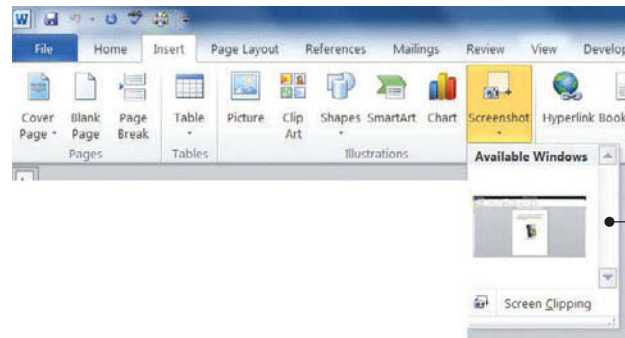 W
File Home Insert Page Layout References Mailings Review View Develop
Cover Page Blank Page Page Break Table Picture Clip Art Shapes SmartArt Chart Screenshot Hyperlink Book
Pages Tables Illustrations
Available Windows
Screen Clipping